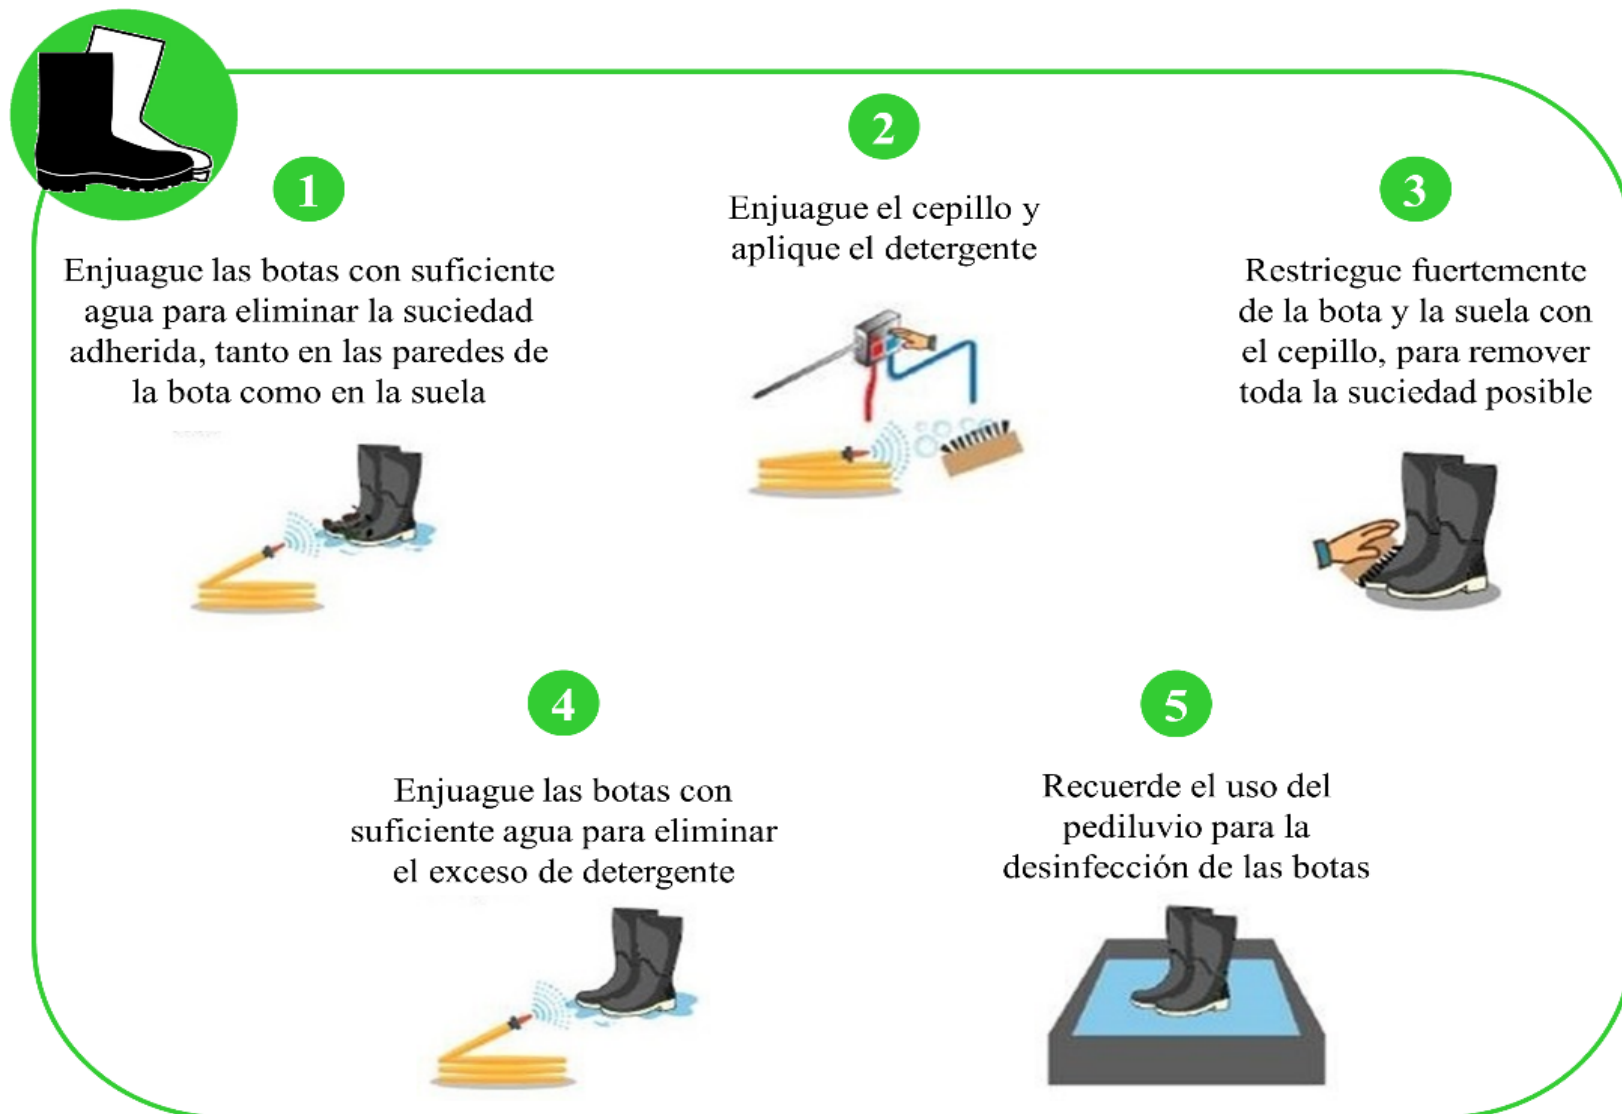 1
Enjuague las botas con suficiente
agua para eliminar la suciedad
adherida, tanto en las paredes de
la bota como en la suela
2
Enjuague el cepillo y
aplique el detergente
3
Restriegue fuertemente
de la bota y la suela con
el cepillo, para remover
toda la suciedad posible
4
Enjuague las botas con
suficiente agua para eliminar
el exceso de detergente
5
Recuerde el uso del
pediluvio para la
desinfección de las botas